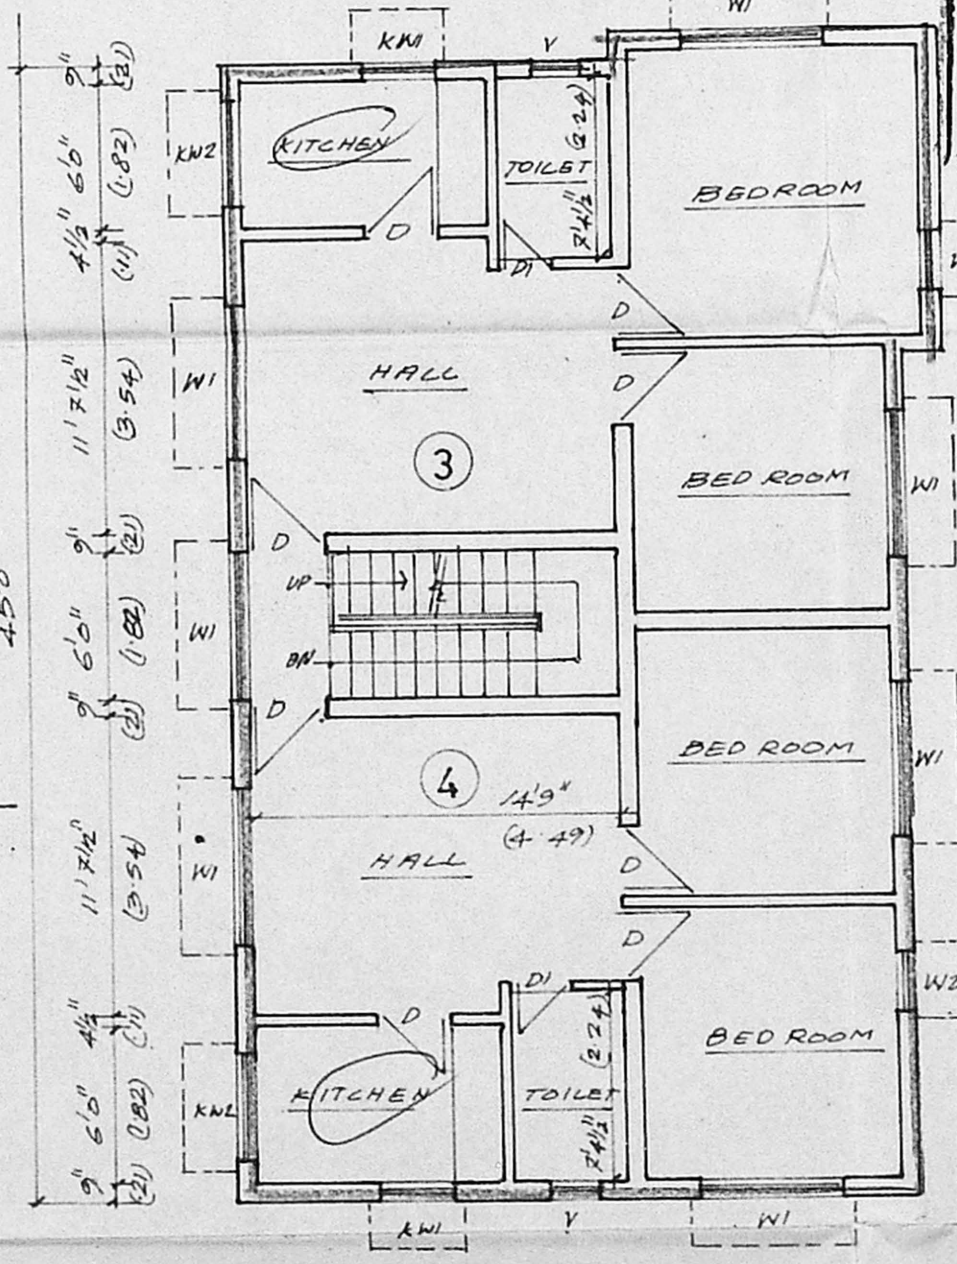 W1
KW1
V
9"
(21)
KW2
KITCHEN
TOILET
(2.24)
7'4½"
BEDROOM
6'0"
(1.82)
4½"
(11)
D
D1
D
W1
HALL
D
11'7½"
(3.54)
3
BED ROOM
W1
9"
(21)
D
UP
W1
6'0"
(1.82)
DN
9"
(21)
D
BED ROOM
W1
4
14'9"
(4.49)
W1
HALL
D
11'7½"
(3.54)
D
W2
D1
4½"
(11)
D
(2.24)
BED ROOM
KITCHEN
TOILET
KW2
6'0"
(1.82)
7'4½"
9"
(21)
KW1
V
W1